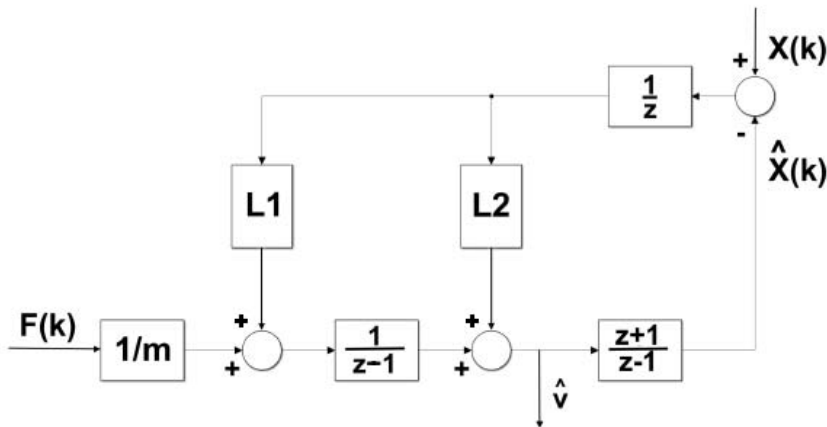 + X(k)
1
z
-
X̂(k)
L1
L2
F(k)
+
+
1/m
+
1
z−1
+
z+1
z-1
v̂